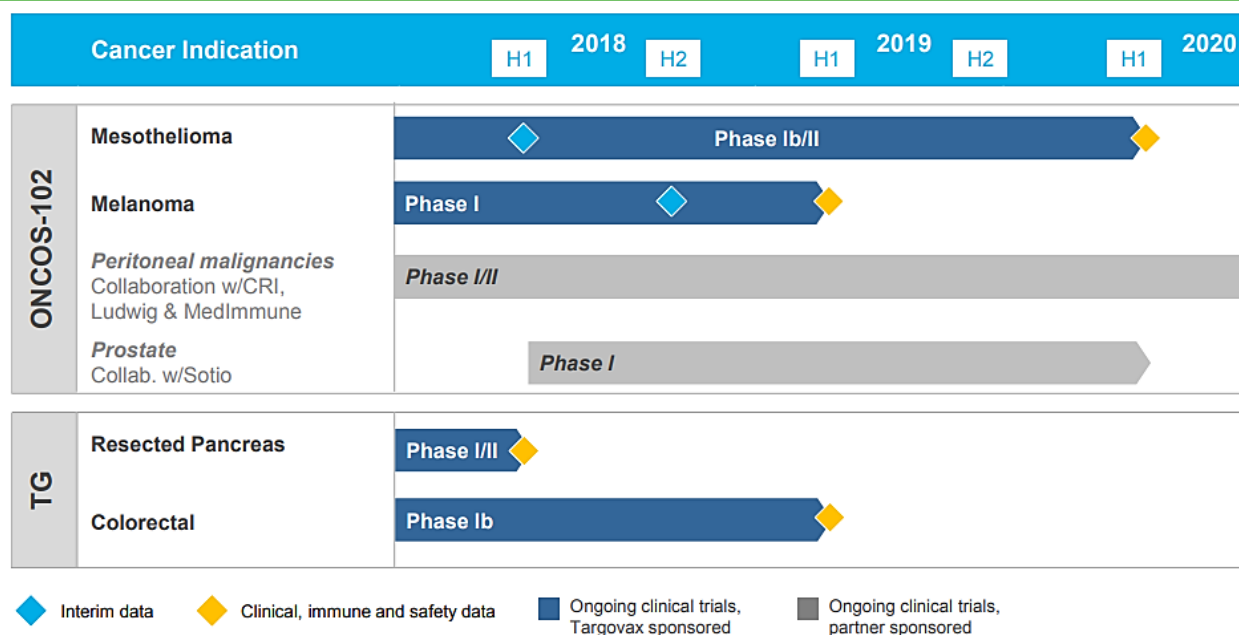 Cancer Indication
H1
2018
H2
H1
2019
H2
H1
2020
ONCOS-102
Mesothelioma
Phase Ib/II
Melanoma
Phase I
Peritoneal malignancies
Collaboration w/CRI,
Ludwig & MedImmune
Phase I/II
Prostate
Collab. w/Sotio
Phase I
TG
Resected Pancreas
Phase I/II
Colorectal
Phase Ib
Interim data
Clinical, immune and safety data
Ongoing clinical trials,
Targovax sponsored
Ongoing clinical trials,
partner sponsored